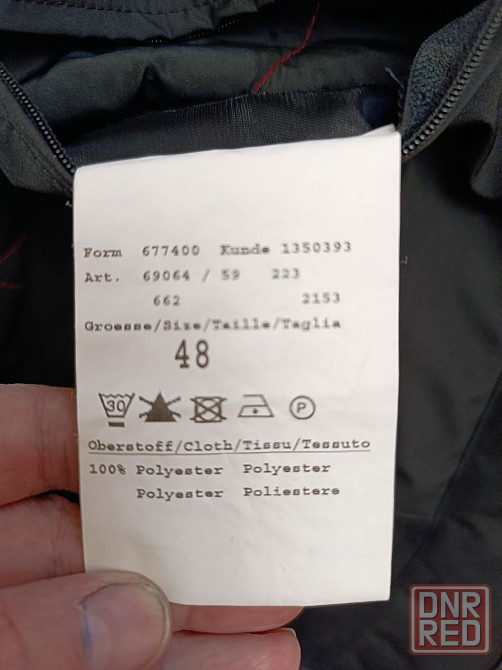 Form 677400 Kunde 1350393
Art. 69064 / 59 223
662 2153
Groesse/Size/Taille/Taglia
48
30 P
Oberstoff/Cloth/Tissu/Tessuto
100% Polyester Polyester
Polyester Poliestere
DNR
RED